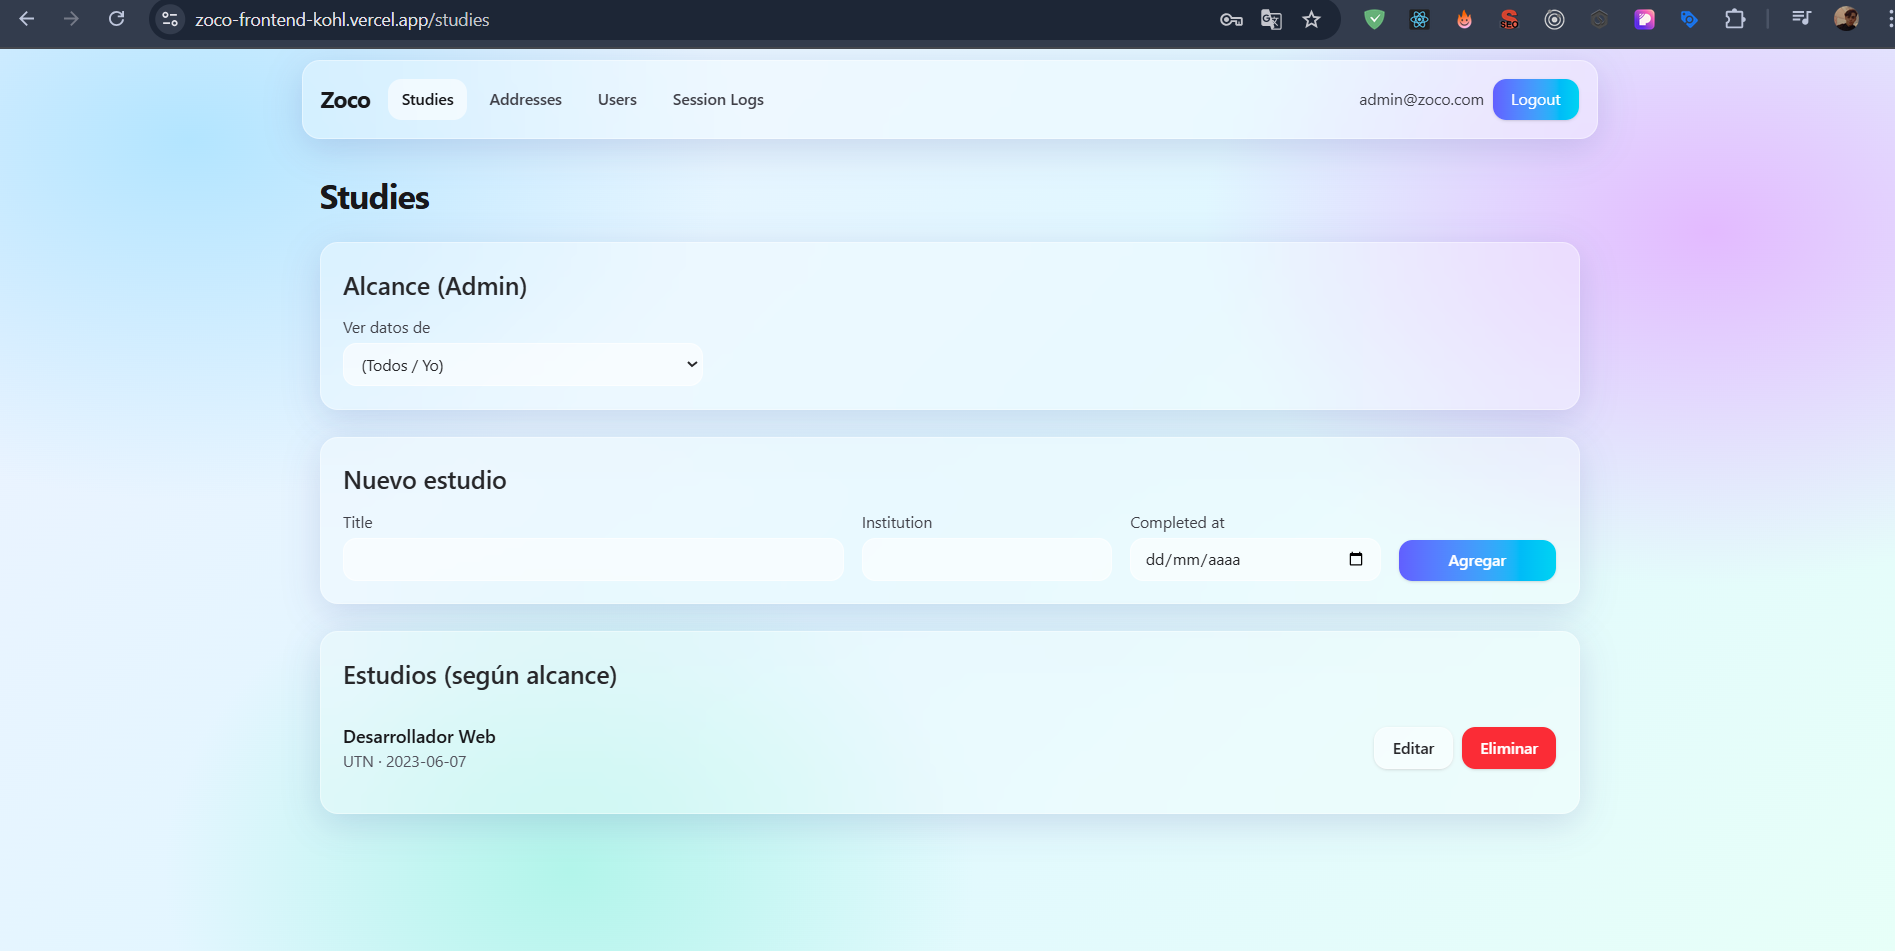 zoco-frontend-kohl.vercel.app/studies
SEO
Zoco Studies Addresses Users Session Logs admin@zoco.com Logout
Studies
Alcance (Admin)
Ver datos de
(Todos / Yo)
Nuevo estudio
Title Institution Completed at
dd/mm/aaaa Agregar
Estudios (según alcance)
Desarrollador Web
UTN · 2023-06-07
Editar Eliminar